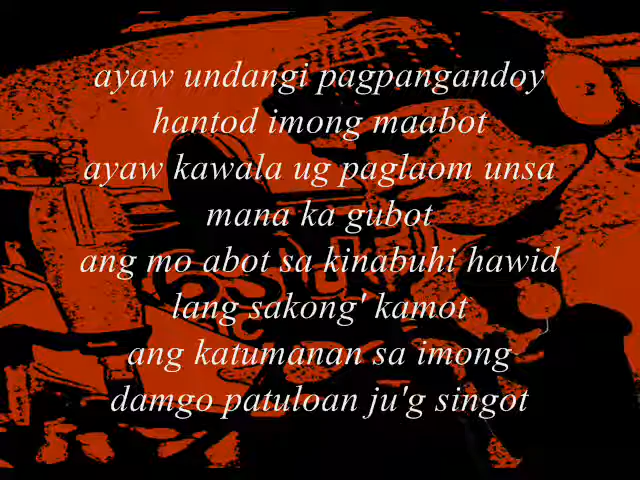 ayaw undangi pagpangandoy
hantod imong maabot
ayaw kawala ug paglaom unsa
mana ka gubot
ang mo abot sa kinabuhi hawid
lang sakong' kamot
ang katumanan sa imong
damgo patuloan ju'g singot